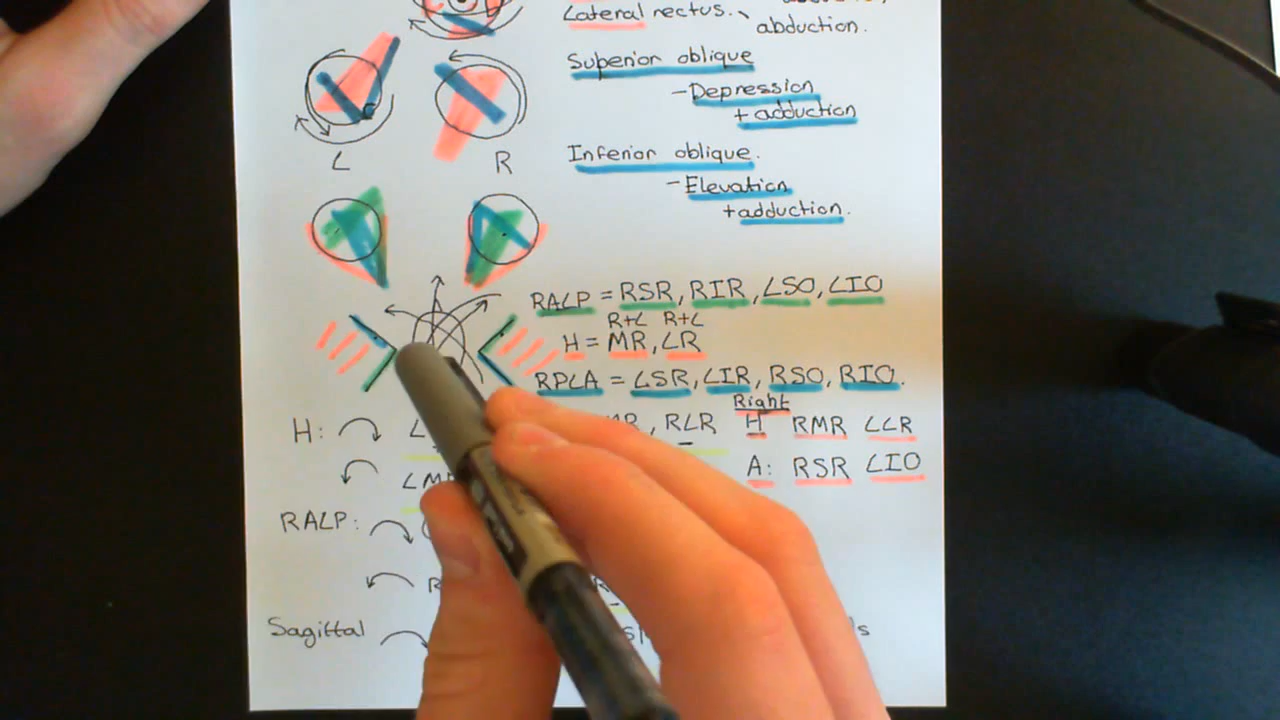 Lateral rectus.
abduction.
Superior oblique
- Depression
+ adduction
L R
Inferior oblique.
- Elevation
+adduction.
RALP = RSR, RIR, LSO, LIO
R+L R+L
H = MR, LR
RPLA = LSR, LIR, RSO, RIO.
Right
H: RLR H RMR LLR
A: RSR LIO
RALP:
Sagittal